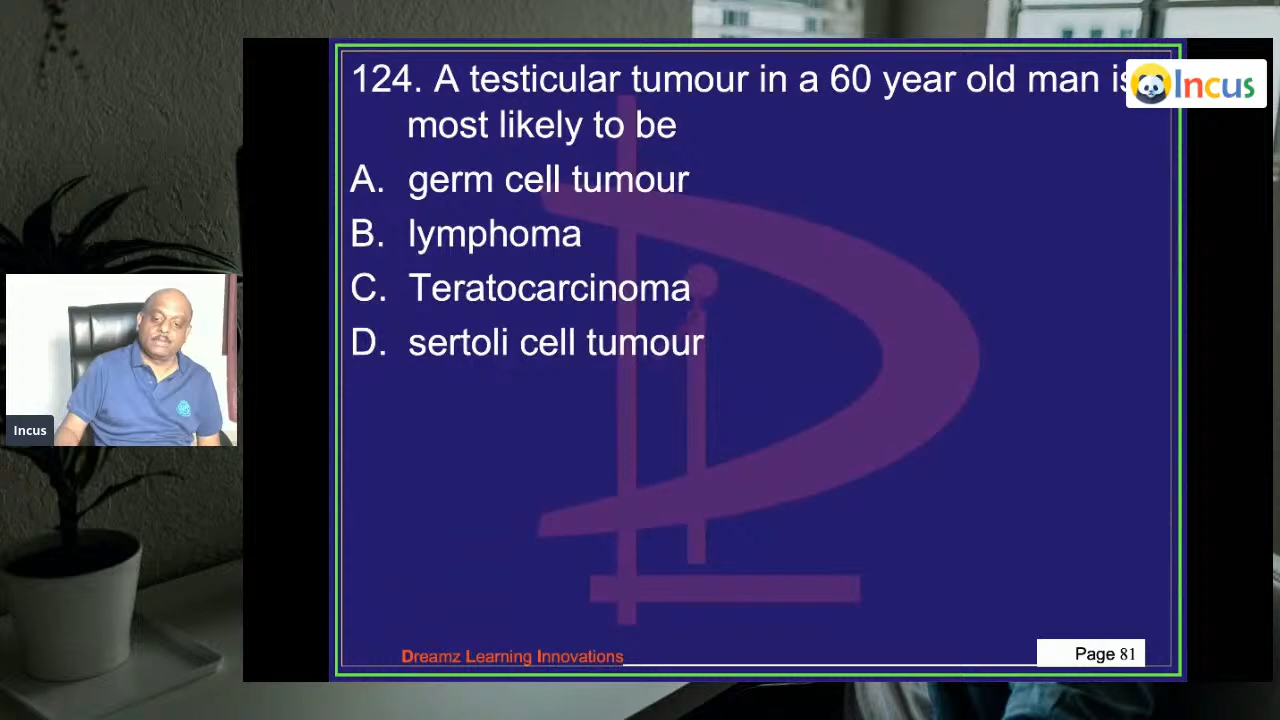 124. A testicular tumour in a 60 year old man is
most likely to be
A. germ cell tumour
B. lymphoma
C. Teratocarcinoma
D. sertoli cell tumour
Incus
Incus
Dreamz Learning Innovations
Page 81